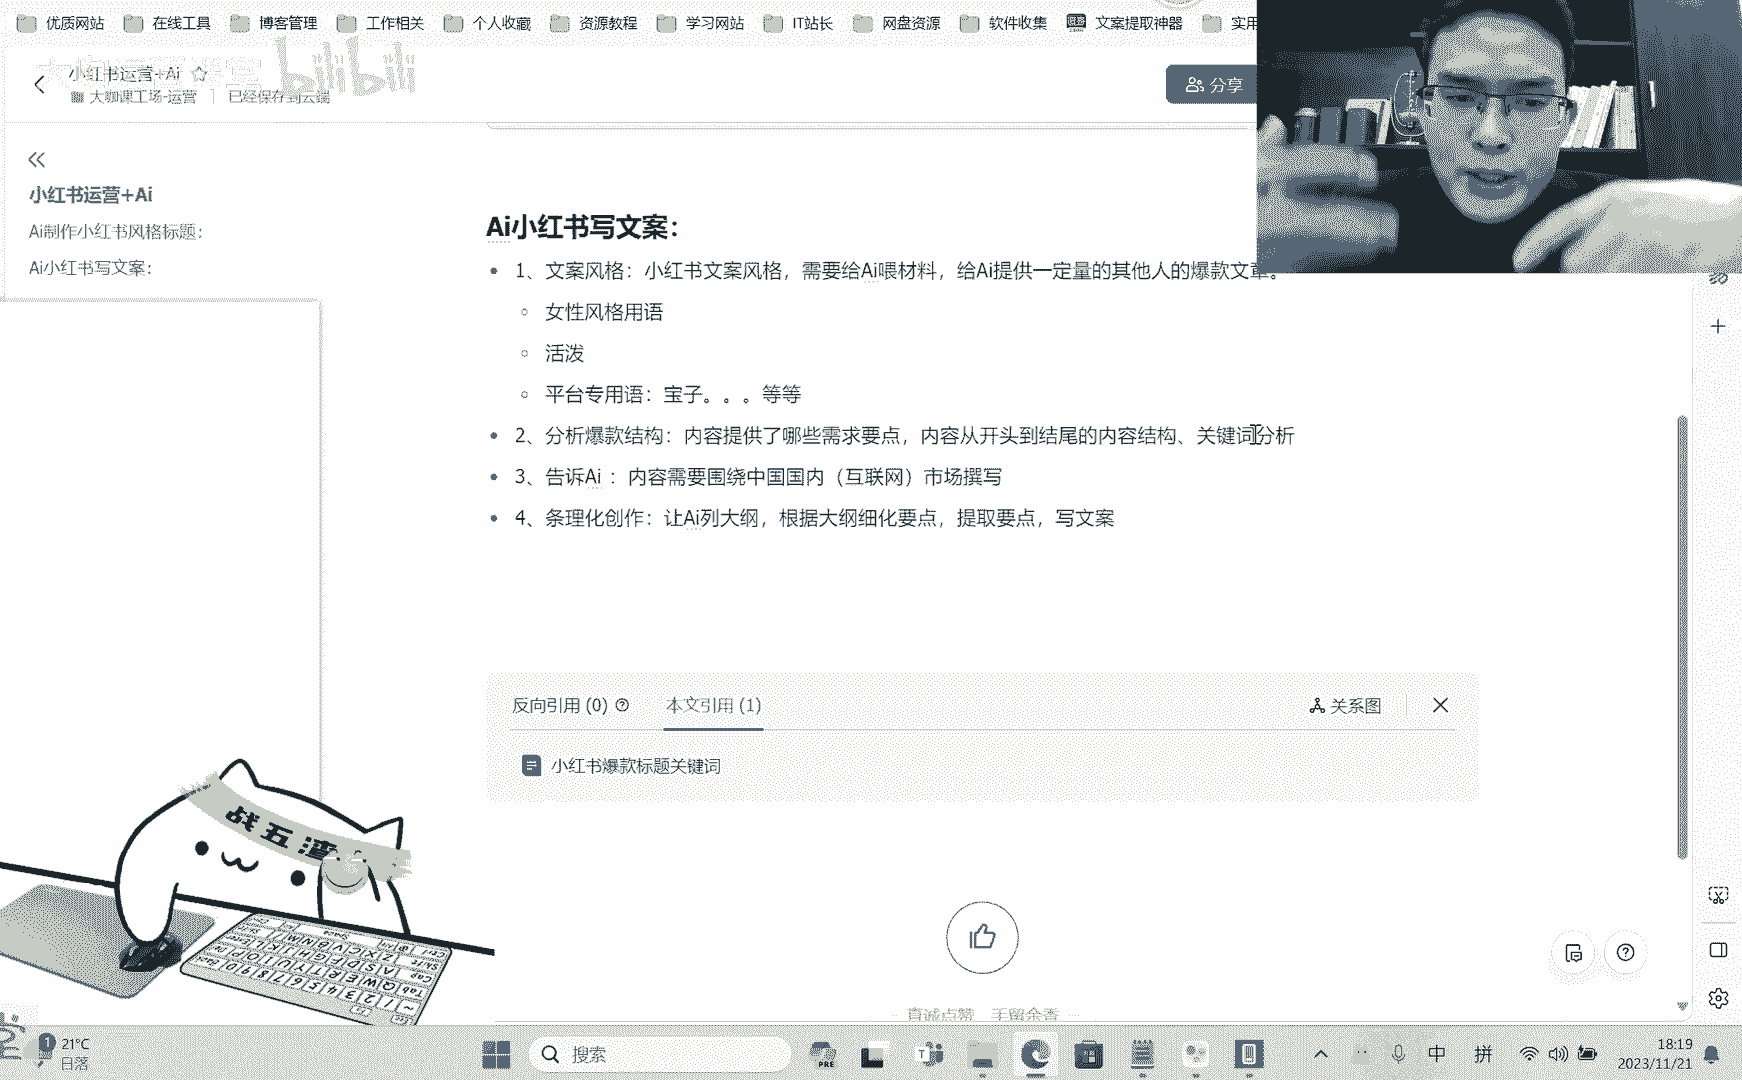 优质网站 在线工具 博客管理 工作相关 个人收藏 资源教程 学习网站 IT站长 网盘资源 软件收集 文案提取神器 实用
bilibili
小红书运营+Ai
大咖课工场-运营 已经保存到云端
分享
小红书运营+Ai
Ai制作小红书风格标题：
Ai小红书写文案：
Ai小红书写文案：
1、文案风格：小红书文案风格，需要给Ai喂材料，给Ai提供一定量的其他人的爆款文章。
女性风格用语
活泼
平台专用语：宝子。。。等等
2、分析爆款结构：内容提供了哪些需求要点，内容从开头到结尾的内容结构、关键词分析
3、告诉Ai ：内容需要围绕中国国内（互联网）市场撰写
4、条理化创作：让Ai列大纲，根据大纲细化要点，提取要点，写文案
反向引用 (0) 本文引用 (1) 关系图
小红书爆款标题关键词
战五渣
真诚点赞，手留余香
1 21°C
日落
搜索
PRE
中 拼
18:19
2023/11/21